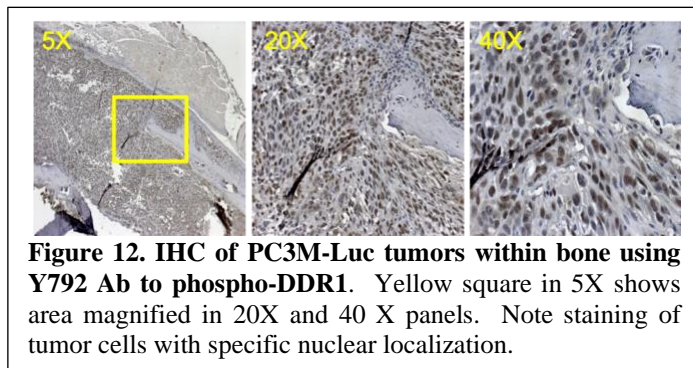 5X 20X 40X
Figure 12. IHC of PC3M-Luc tumors within bone using
Y792 Ab to phospho-DDR1. Yellow square in 5X shows
area magnified in 20X and 40 X panels. Note staining of
tumor cells with specific nuclear localization.